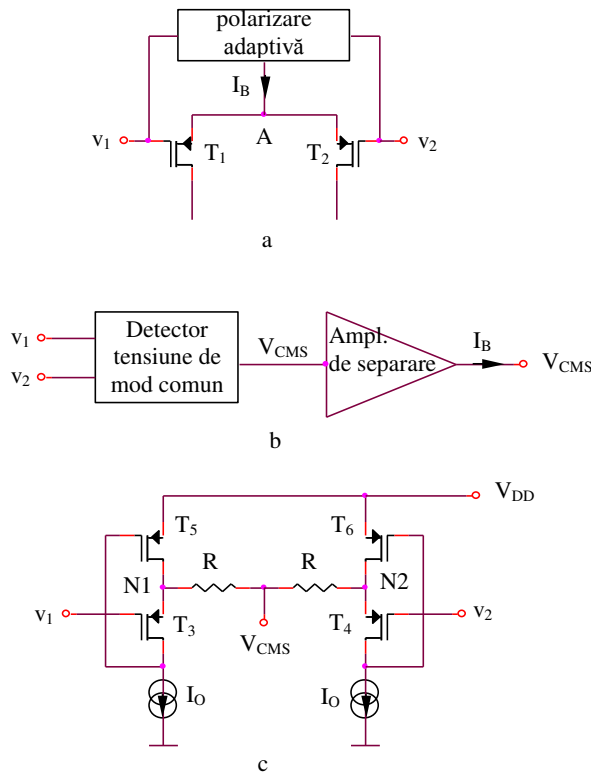 polarizare
adaptivă
I_B
v_1
T_1
A
T_2
v_2
a
v_1
v_2
Detector
tensiune de
mod comun
V_CMS
Ampl.
de separare
I_B
V_CMS
b
V_DD
T_5
T_6
R
R
N1
N2
v_1
T_3
V_CMS
T_4
v_2
I_O
I_O
c